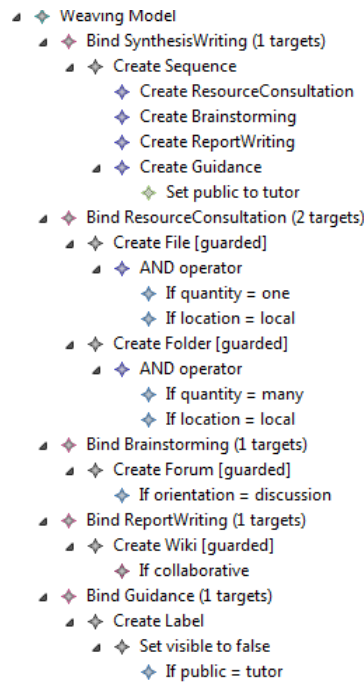 Weaving Model
Bind SynthesisWriting (1 targets)
Create Sequence
Create ResourceConsultation
Create Brainstorming
Create ReportWriting
Create Guidance
Set public to tutor
Bind ResourceConsultation (2 targets)
Create File [guarded]
AND operator
If quantity = one
If location = local
Create Folder [guarded]
AND operator
If quantity = many
If location = local
Bind Brainstorming (1 targets)
Create Forum [guarded]
If orientation = discussion
Bind ReportWriting (1 targets)
Create Wiki [guarded]
If collaborative
Bind Guidance (1 targets)
Create Label
Set visible to false
If public = tutor